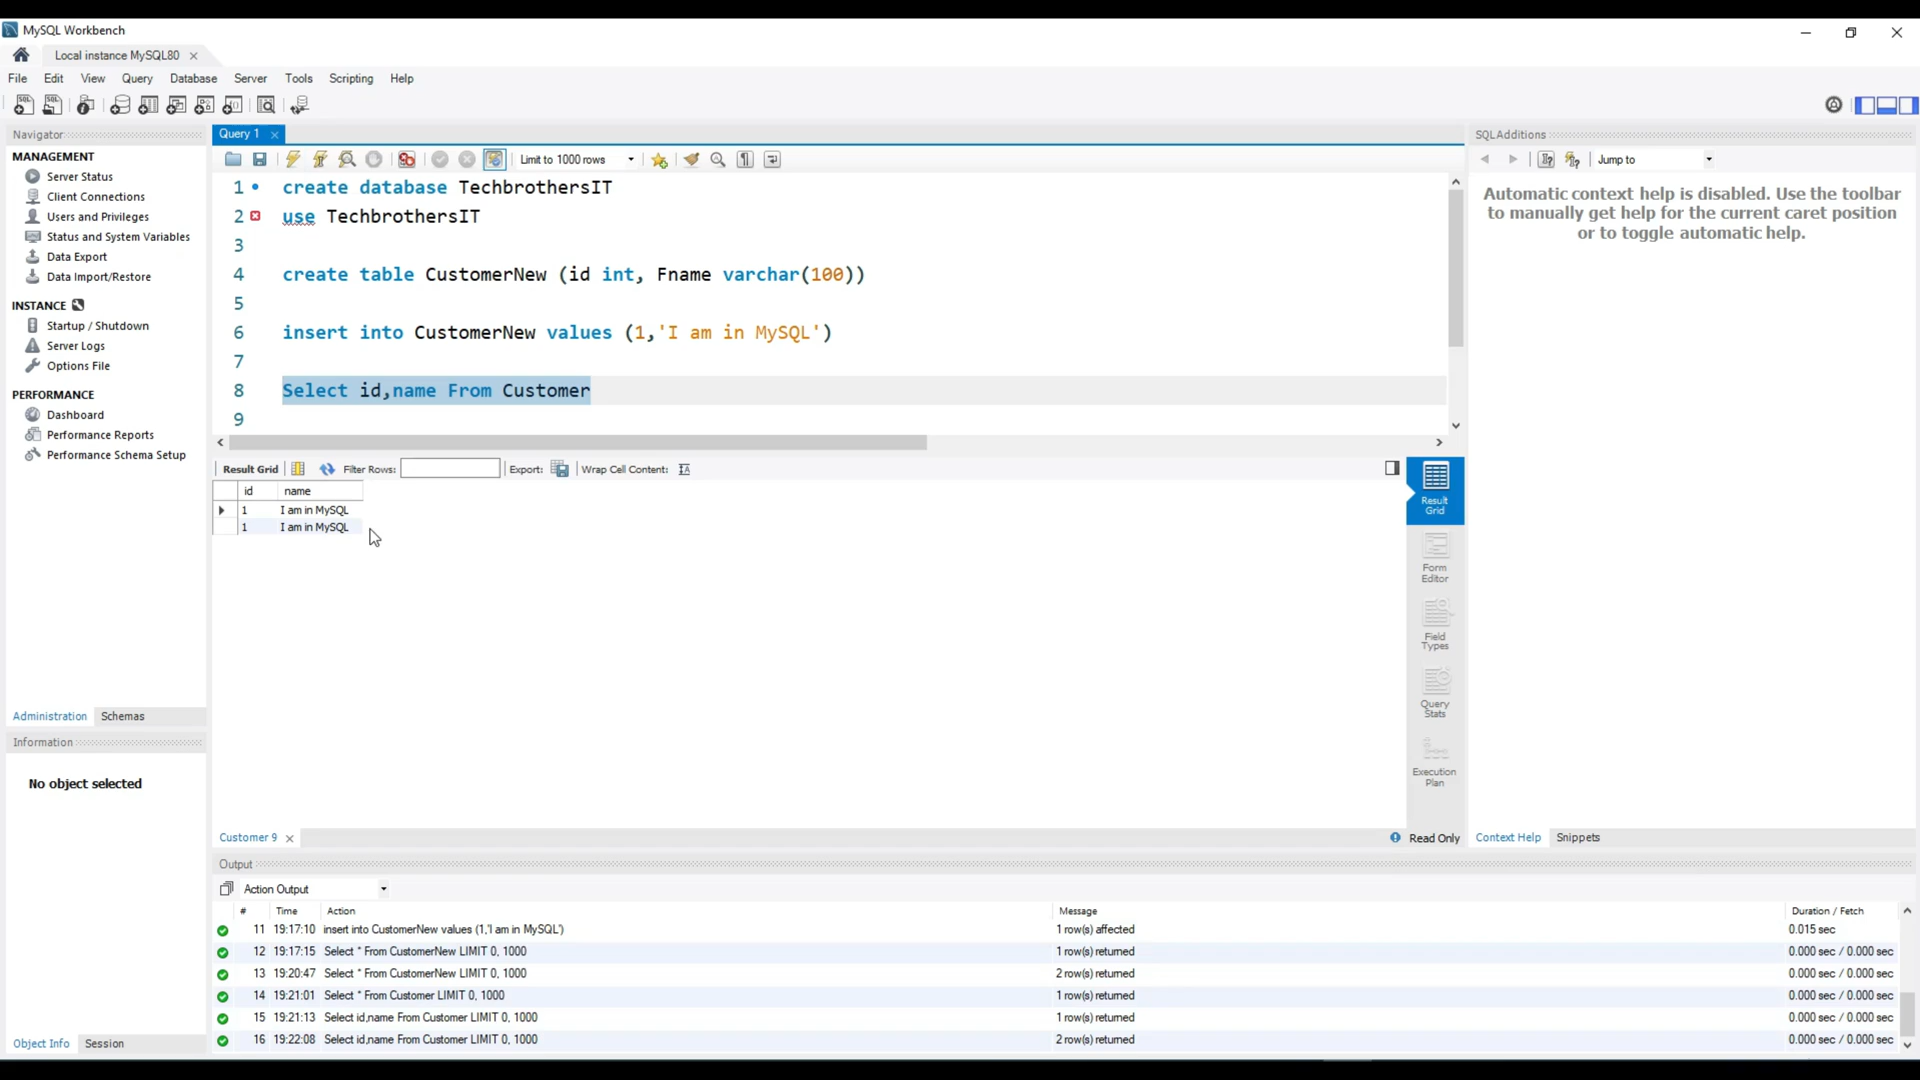 MySQL Workbench
Local instance MySQL80
File Edit View Query Database Server Tools Scripting Help
Navigator
MANAGEMENT
Server Status
Client Connections
Users and Privileges
Status and System Variables
Data Export
Data Import/Restore
INSTANCE
Startup / Shutdown
Server Logs
Options File
PERFORMANCE
Dashboard
Performance Reports
Performance Schema Setup
Administration Schemas
Information
No object selected
Object Info Session
Query 1
Limit to 1000 rows
1 create database TechbrothersIT
2 use TechbrothersIT
3
4 create table CustomerNew (id int, Fname varchar(100))
5
6 insert into CustomerNew values (1,'I am in MySQL')
7
8 Select id,name From Customer
9
Result Grid Filter Rows: Export: Wrap Cell Content:
id name
1 I am in MySQL
1 I am in MySQL
Result Grid
Form Editor
Field Types
Query Stats
Execution Plan
Customer 9 Read Only
SQLAdditions
Jump to
Automatic context help is disabled. Use the toolbar
to manually get help for the current caret position
or to toggle automatic help.
Context Help Snippets
Output
Action Output
# Time Action Message Duration / Fetch
11 19:17:10 insert into CustomerNew values (1,'I am in MySQL') 1 row(s) affected 0.015 sec
12 19:17:15 Select * From CustomerNew LIMIT 0, 1000 1 row(s) returned 0.000 sec / 0.000 sec
13 19:20:47 Select * From CustomerNew LIMIT 0, 1000 2 row(s) returned 0.000 sec / 0.000 sec
14 19:21:01 Select * From Customer LIMIT 0, 1000 1 row(s) returned 0.000 sec / 0.000 sec
15 19:21:13 Select id,name From Customer LIMIT 0, 1000 1 row(s) returned 0.000 sec / 0.000 sec
16 19:22:08 Select id,name From Customer LIMIT 0, 1000 2 row(s) returned 0.000 sec / 0.000 sec